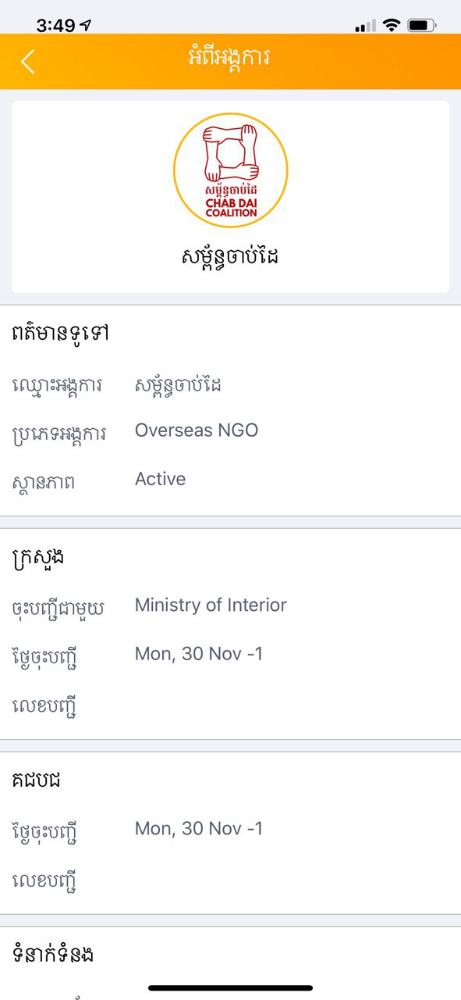 3:49
អំពីអង្គការ
សម្ព័ន្ធចាប់ដៃ
CHAB DAI
COALITION
សម្ព័ន្ធចាប់ដៃ
ពត៌មានទូទៅ
ឈ្មោះអង្គការ សម្ព័ន្ធចាប់ដៃ
ប្រភេទអង្គការ Overseas NGO
ស្ថានភាព Active
ក្រសួង
ចុះបញ្ជីជាមួយ Ministry of Interior
ថ្ងៃចុះបញ្ជី Mon, 30 Nov -1
លេខបញ្ជី
គជបជ
ថ្ងៃចុះបញ្ជី Mon, 30 Nov -1
លេខបញ្ជី
ទំនាក់ទំនង